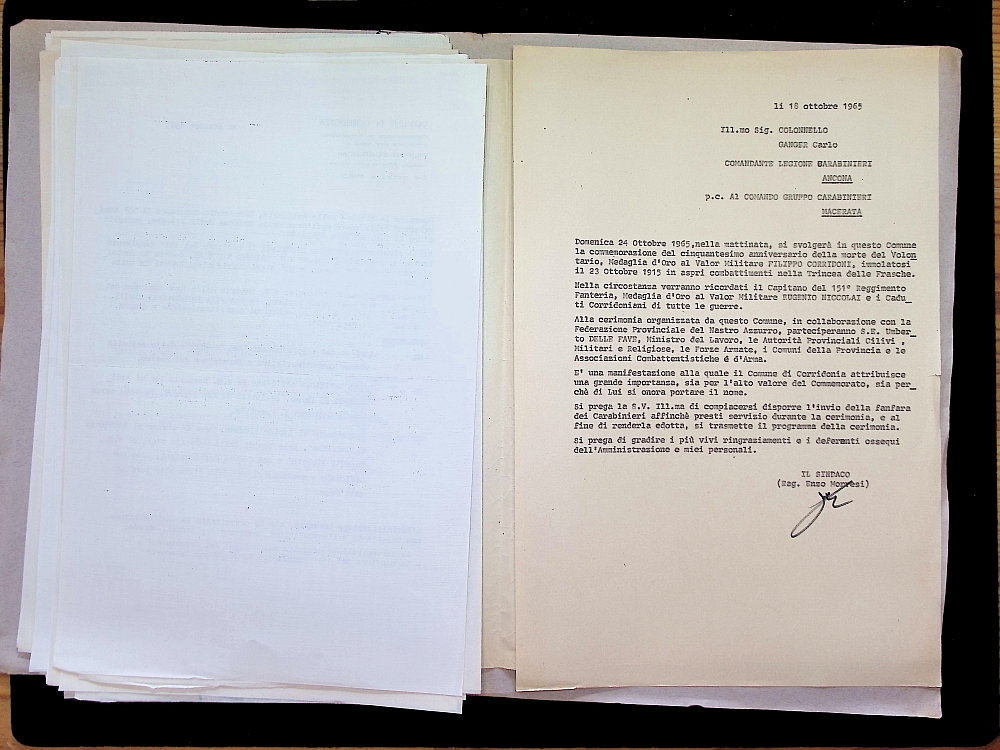 li 18 ottobre 1965
Ill.mo Sig. COLONNELLO
GANGER Carlo
COMANDANTE LEGIONE CARABINIERI
ANCONA
p.c. Al COMANDO GRUPPO CARABINIERI
MACERATA
Domenica 24 Ottobre 1965,nella mattinata, si svolgerà in questo Comune
la commemorazione del cinquantesimo anniversario della morte del Volon
tario, Medaglia d'Oro al Valor Militare FILIPPO CORRIDONI, immolatosi
il 23 Ottobre 1915 in aspri combattimenti nella Trincea delle Frasche.
Nella circostanza verranno ricordati il Capitano del 151° Reggimento
Fanteria, Medaglia d'Oro al Valor Militare EUGENIO NICCOLAI e i Cadu_
ti Corridoniani di tutte le guerre.
Alla cerimonia organizzata da questo Comune, in collaborazione con la
Federazione Provinciale del Nastro Azzurro, parteciperanno S.E. Umber_
to DELLE FAVE, Ministro del Lavoro, le Autorità Provinciali Cilivi ,
Militari e Religiose, le Forze Armate, i Comuni della Provincia e le
Associazioni Combattentistiche é d'Arma.
E' una manifestazione alla quale il Comune di Corridonia attribuisce
una grande importanza, sia per l'alto valore del Commemorato, sia per_
chè di Lui si onora portare il nome.
Si prega la S.V. Ill.ma di compiacersi disporre l'invio della fanfara
dei Carabinieri affinchè presti servizio durante la cerimonia, e al
fine di renderla edotta, si trasmette il programma della cerimonia.
Si prega di gradire i più vivi ringraziamenti e i deferenti ossequi
dell'Amministrazione e miei personali.
IL SINDACO
(Rag. Enzo Morresi)